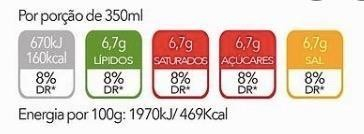 Por porção de 350ml
670kJ 6,7g 6,7g 6,7g 6,7g
160kcal LÍPIDOS SATURADOS AÇÚCARES SAL
8% 8% 8% 8% 8%
DR* DR* DR* DR* DR*
Energia por 100g: 1970kJ/ 469Kcal